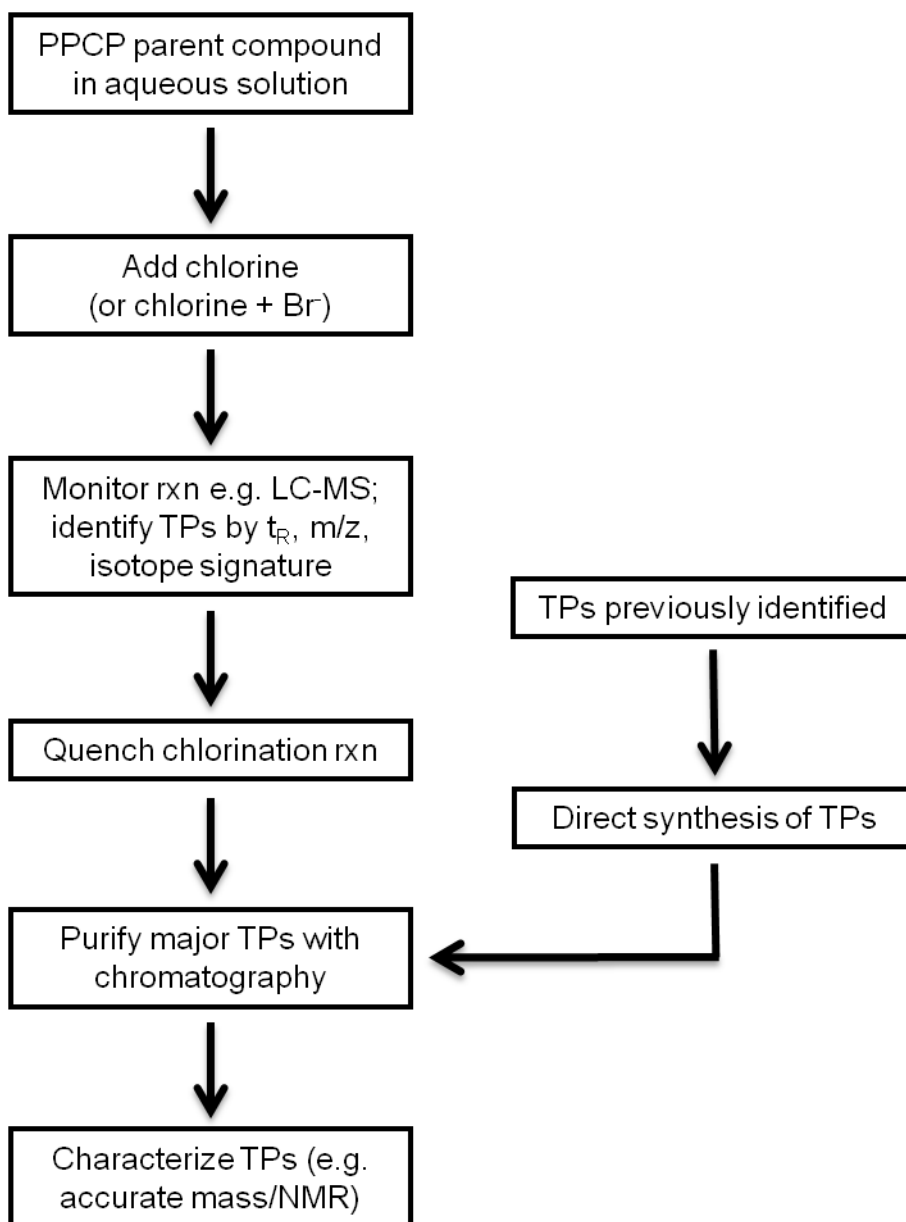 PPCP parent compound
in aqueous solution
Add chlorine
(or chlorine + Br⁻)
Monitor rxn e.g. LC-MS;
identify TPs by tR, m/z,
isotope signature
Quench chlorination rxn
Purify major TPs with
chromatography
Characterize TPs (e.g.
accurate mass/NMR)
TPs previously identified
Direct synthesis of TPs